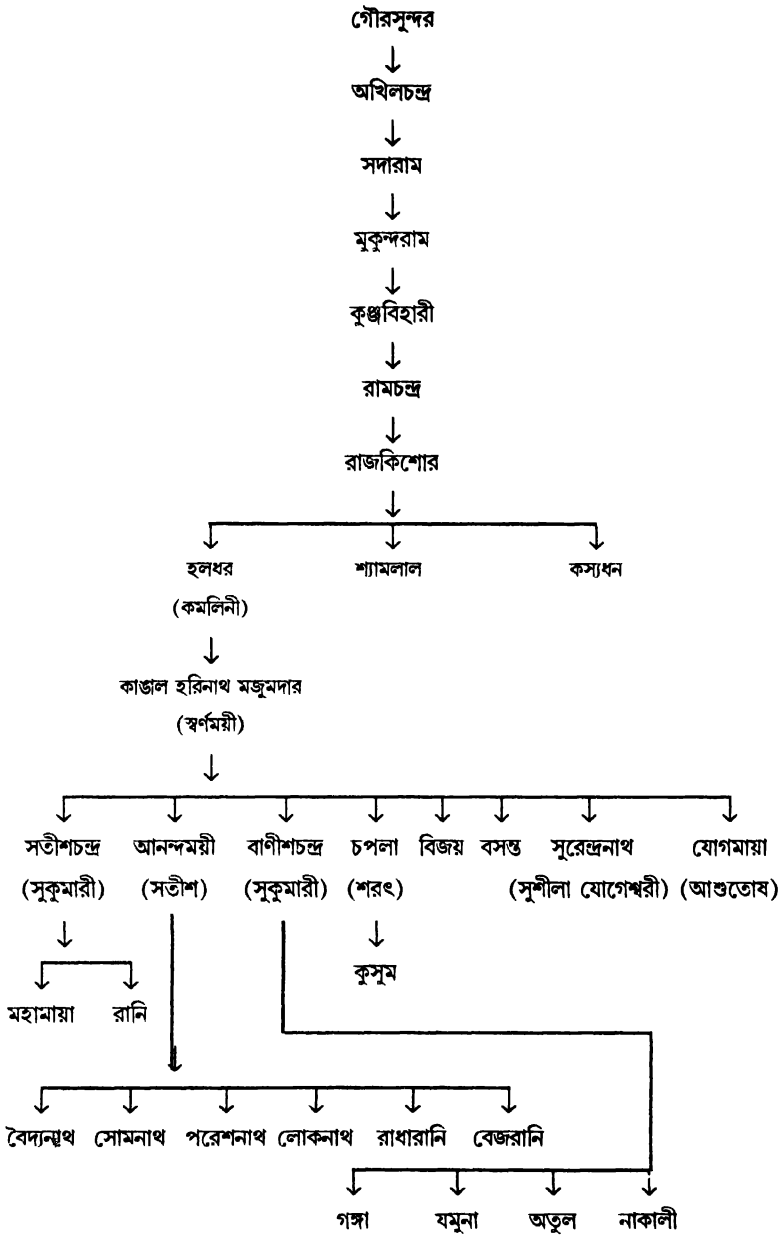 গৌরসুন্দর
অখিলচন্দ্র
সদারাম
মুকুন্দরাম
কুঞ্জবিহারী
রামচন্দ্র
রাজকিশোর
হলধর শ্যামলাল কস্যধন
(কমলিনী)
কাঙাল হরিনাথ মজুমদার
(স্বর্ণময়ী)
সতীশচন্দ্র আনন্দময়ী বাণীশচন্দ্র চপলা বিজয় বসন্ত সুরেন্দ্রনাথ যোগমায়া
(সুকুমারী) (সতীশ) (সুকুমারী) (শরৎ) (সুশীলা যোগেশ্বরী) (আশুতোষ)
কুসুম
মহামায়া রানি
বৈদ্যনাথ সোমনাথ পরেশনাথ লোকনাথ রাধারানি বেজরানি
গঙ্গা যমুনা অতুল নাকালী